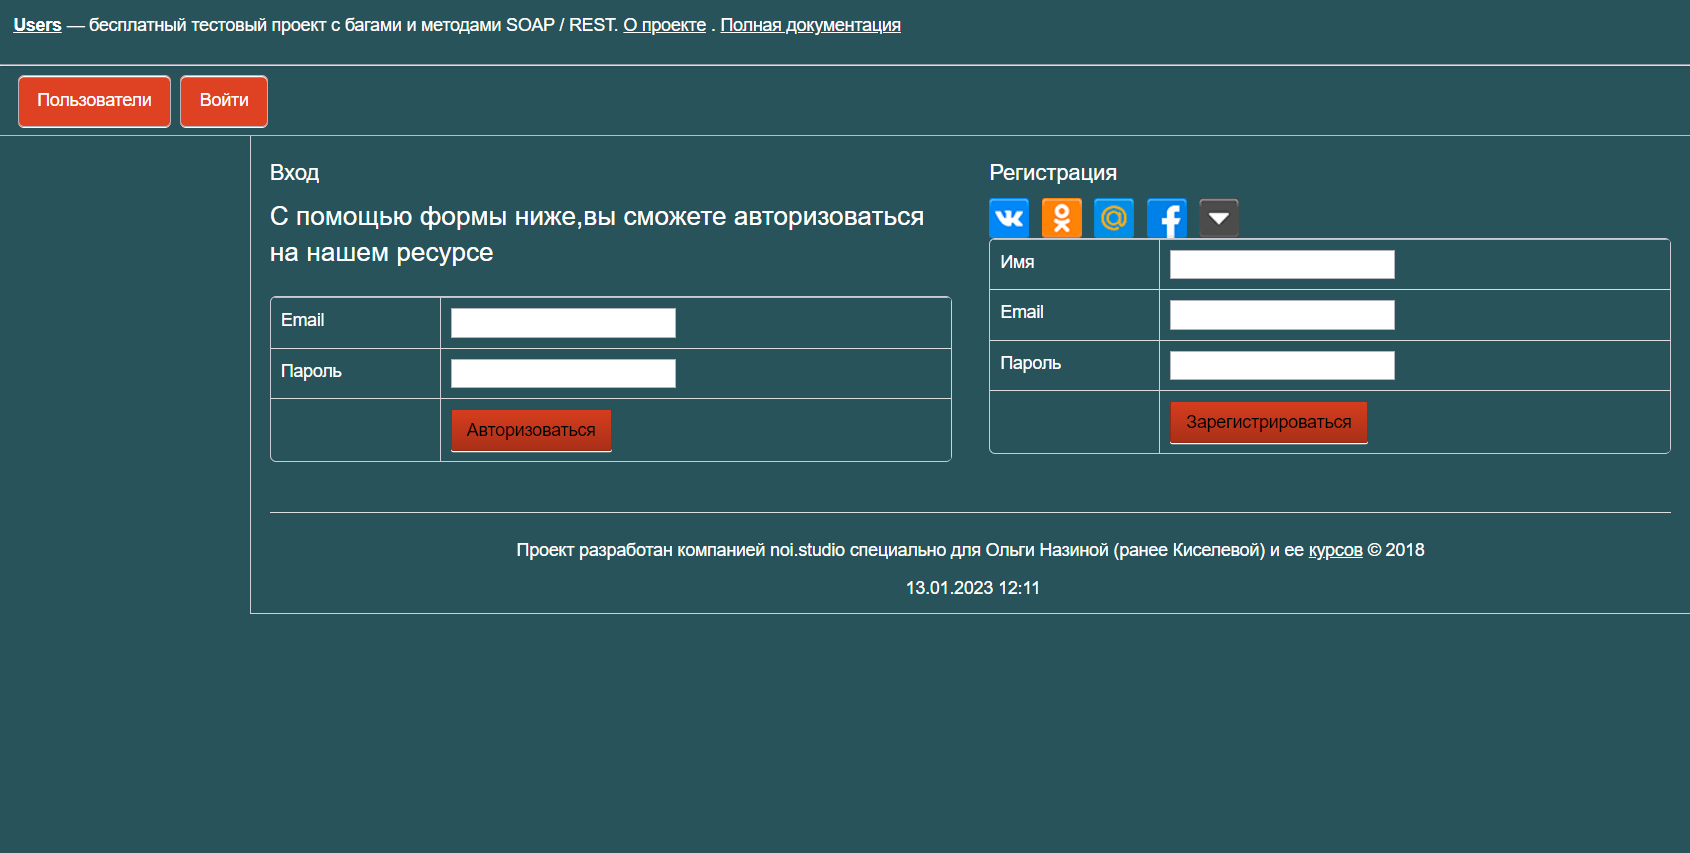 Users — бесплатный тестовый проект с багами и методами SOAP / REST. О проекте . Полная документация
Пользователи
Войти
Вход
С помощью формы ниже,вы сможете авторизоваться
на нашем ресурсе
Email
Пароль
Авторизоваться
Регистрация
Имя
Email
Пароль
Зарегистрироваться
Проект разработан компанией noi.studio специально для Ольги Назиной (ранее Киселевой) и ее курсов © 2018
13.01.2023 12:11